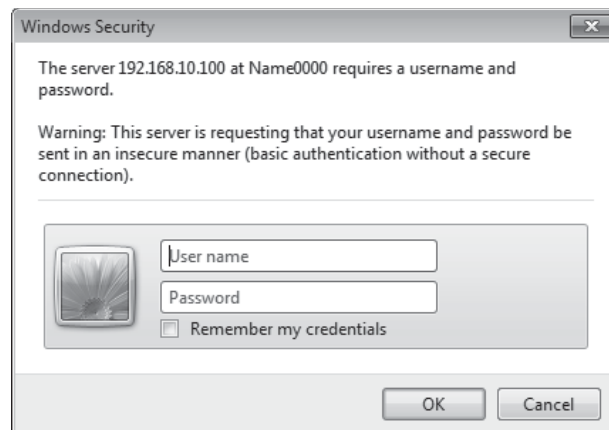 Windows Security
The server 192.168.10.100 at Name0000 requires a username and
password.
Warning: This server is requesting that your username and password be
sent in an insecure manner (basic authentication without a secure
connection).
User name
Password
Remember my credentials
OK
Cancel